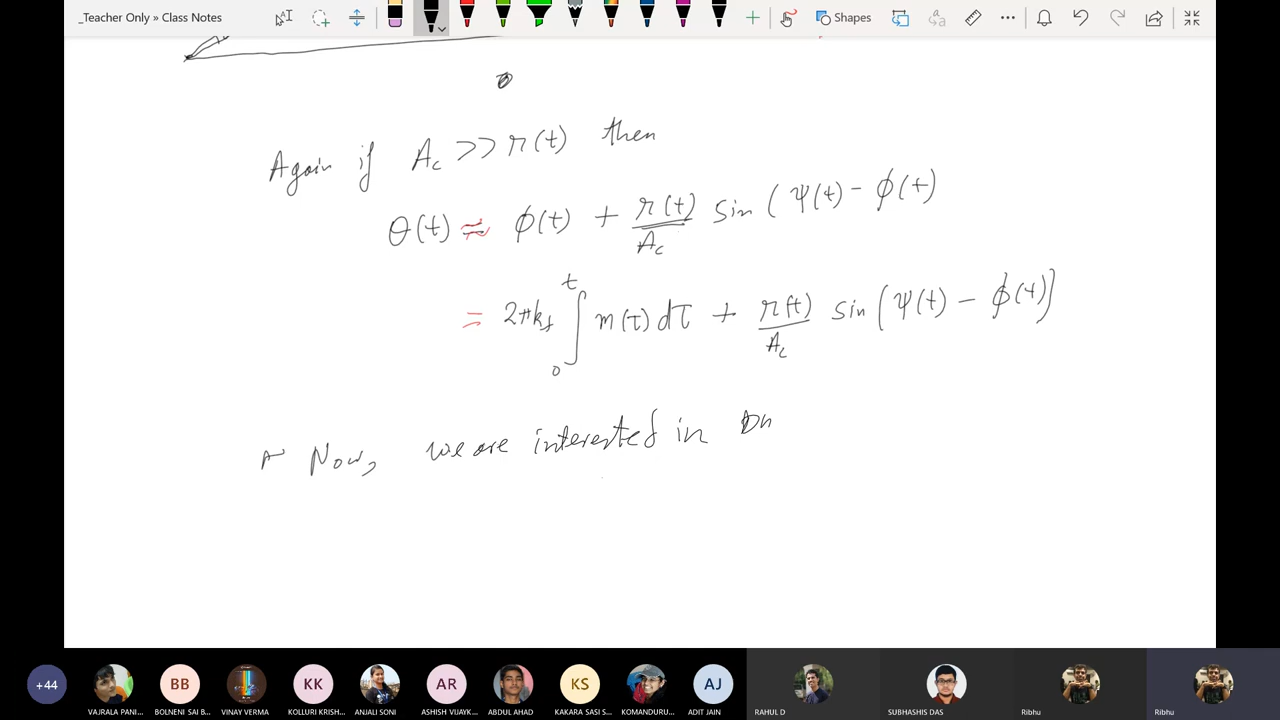 _Teacher Only » Class Notes
Shapes
Again if A_c >> r(t) then
θ(t) ≈ φ(t) + r(t)/A_c sin(ψ(t) - φ(t)
= 2πk_f ∫_0^t m(τ) dτ + r(t)/A_c sin(ψ(t) - φ(t))
Now, we are interested in
+44
BB
KK
AR
KS
AJ
VAJRALA PANI...
BOLNENI SAI B...
VINAY VERMA
KOLLURI KRISH...
ANJALI SONI
ASHISH VIJAYK...
ABDUL AHAD
KAKARA SASI S...
KOMANDURU...
ADIT JAIN
RAHUL D
SUBHASHIS DAS
Ribhu
Ribhu